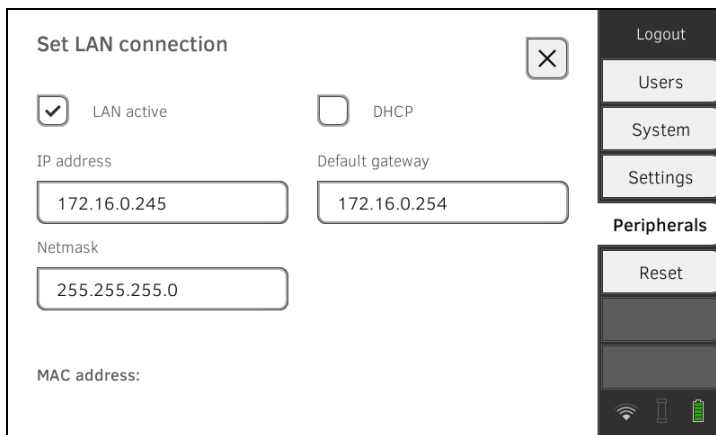 Set LAN connection
LAN active
DHCP
IP address
Default gateway
172.16.0.245
172.16.0.254
Netmask
255.255.255.0
MAC address:
Logout
Users
System
Settings
Peripherals
Reset